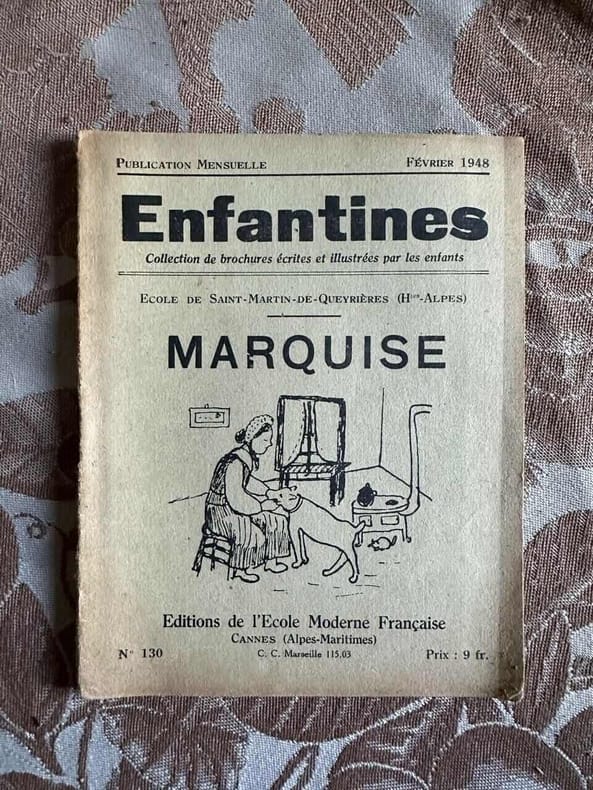 PUBLICATION MENSUELLE FÉVRIER 1948
Enfantines
Collection de brochures écrites et illustrées par les enfants
ECOLE DE SAINT-MARTIN-DE-QUEYRIÈRES (Htes-ALPES)
MARQUISE
Editions de l'Ecole Moderne Française
CANNES (Alpes-Maritimes)
N° 130 C. C. Marseille 115.03 Prix : 9 fr.